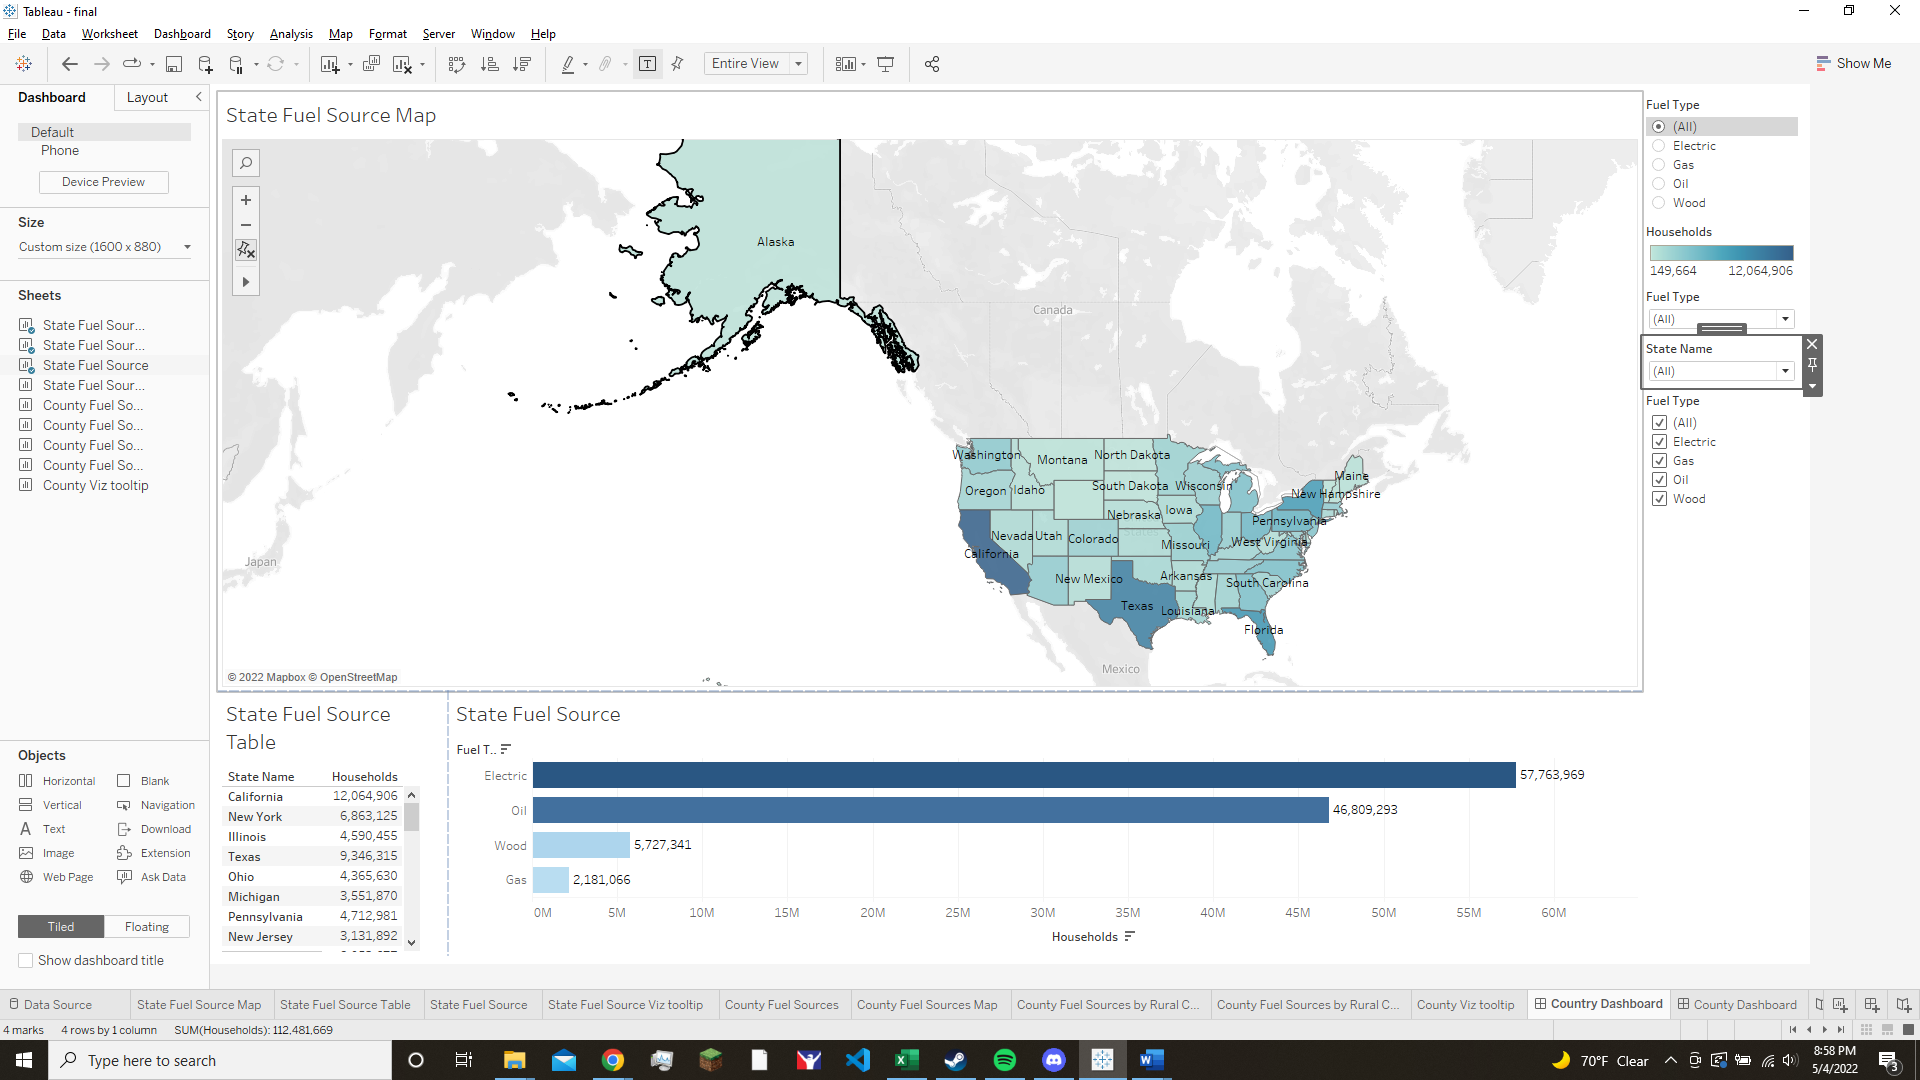 Tableau - final
File Data Worksheet Dashboard Story Analysis Map Format Server Window Help
Entire View
Show Me
Dashboard Layout
Default
Phone
Device Preview
Size
Custom size (1600 x 880)
Sheets
State Fuel Sour...
State Fuel Sour...
State Fuel Source
State Fuel Sour...
County Fuel So...
County Fuel So...
County Fuel So...
County Fuel So...
County Viz tooltip
Objects
Horizontal Blank
Vertical Navigation
Text Download
Image Extension
Web Page Ask Data
Tiled Floating
Show dashboard title
State Fuel Source Map
Alaska
Canada
Japan
Washington Montana North Dakota
Maine
Oregon Idaho South Dakota Wisconsin New Hampshire
Nebraska Iowa Pennsylvania
Nevada Utah Colorado Missouri West Virginia
California
New Mexico Arkansas South Carolina
Texas Louisiana
Florida
Mexico
© 2022 Mapbox © OpenStreetMap
Fuel Type
(All)
Electric
Gas
Oil
Wood
Households
149,664 12,064,906
Fuel Type
(All)
State Name
(All)
Fuel Type
(All)
Electric
Gas
Oil
Wood
State Fuel Source
Table
State Name Households
California 12,064,906
New York 6,863,125
Illinois 4,590,455
Texas 9,346,315
Ohio 4,365,630
Michigan 3,551,870
Pennsylvania 4,712,981
New Jersey 3,131,892
State Fuel Source
Fuel T..
Electric 57,763,969
Oil 46,809,293
Wood 5,727,341
Gas 2,181,066
0M 5M 10M 15M 20M 25M 30M 35M 40M 45M 50M 55M 60M
Households
Data Source State Fuel Source Map State Fuel Source Table State Fuel Source State Fuel Source Viz tooltip County Fuel Sources County Fuel Sources Map County Fuel Sources by Rural C... County Fuel Sources by Rural C... County Viz tooltip Country Dashboard County Dashboard
4 marks 4 rows by 1 column SUM(Households): 112,481,669
Type here to search
70°F Clear
8:58 PM
5/4/2022
3